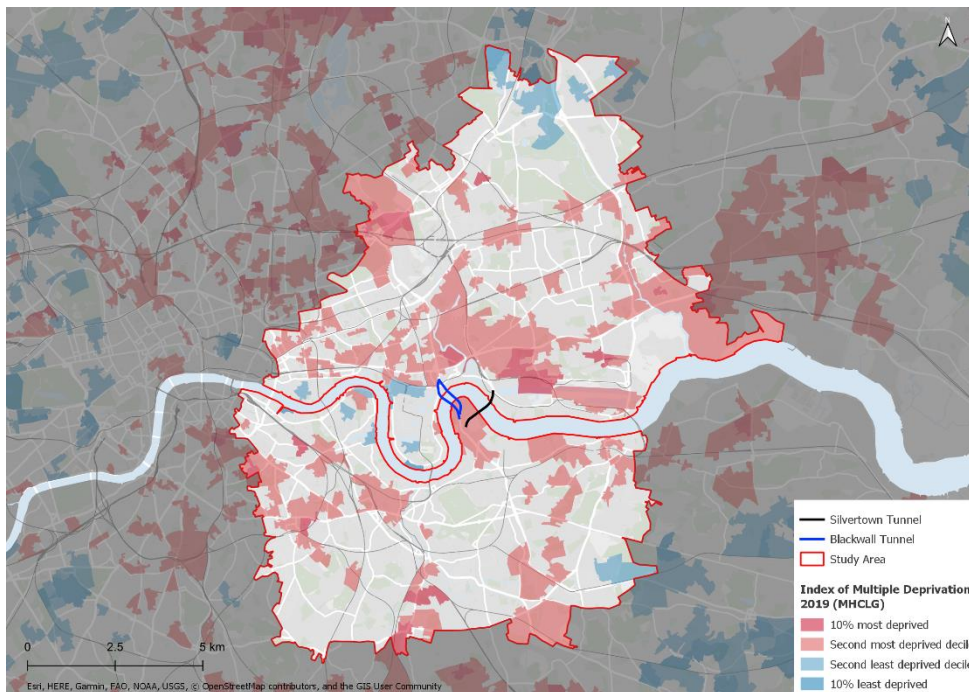 N
Silvertown Tunnel
Blackwall Tunnel
Study Area
Index of Multiple Deprivation
2019 (MHCLG)
10% most deprived
Second most deprived decile
Second least deprived decile
10% least deprived
0 2.5 5 km
Esri, HERE, Garmin, FAO, NOAA, USGS, © OpenStreetMap contributors, and the GIS User Community